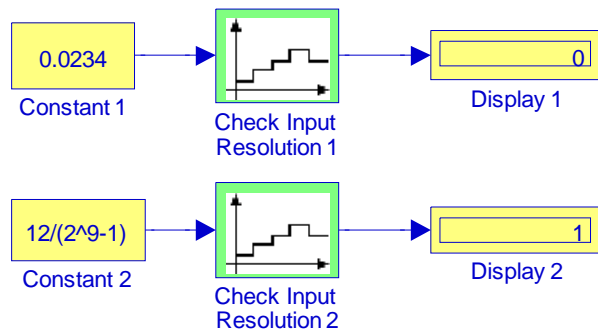 0.0234
0
Constant 1
Check Input
Resolution 1
Display 1
12/(2^9-1)
1
Constant 2
Check Input
Resolution 2
Display 2